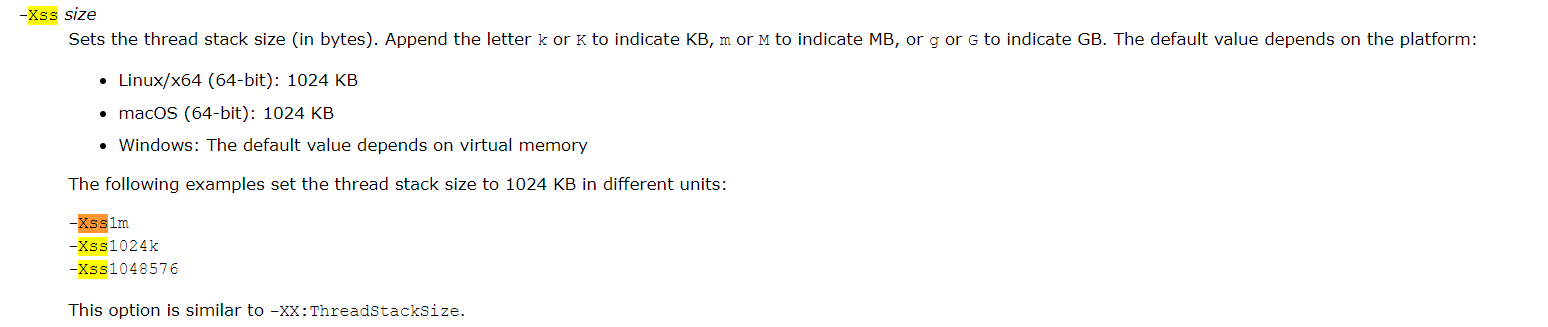 -Xss size
Sets the thread stack size (in bytes). Append the letter k or K to indicate KB, m or M to indicate MB, or g or G to indicate GB. The default value depends on the platform:
• Linux/x64 (64-bit): 1024 KB
• macOS (64-bit): 1024 KB
• Windows: The default value depends on virtual memory
The following examples set the thread stack size to 1024 KB in different units:
-Xss1m
-Xss1024k
-Xss1048576
This option is similar to -XX:ThreadStackSize.